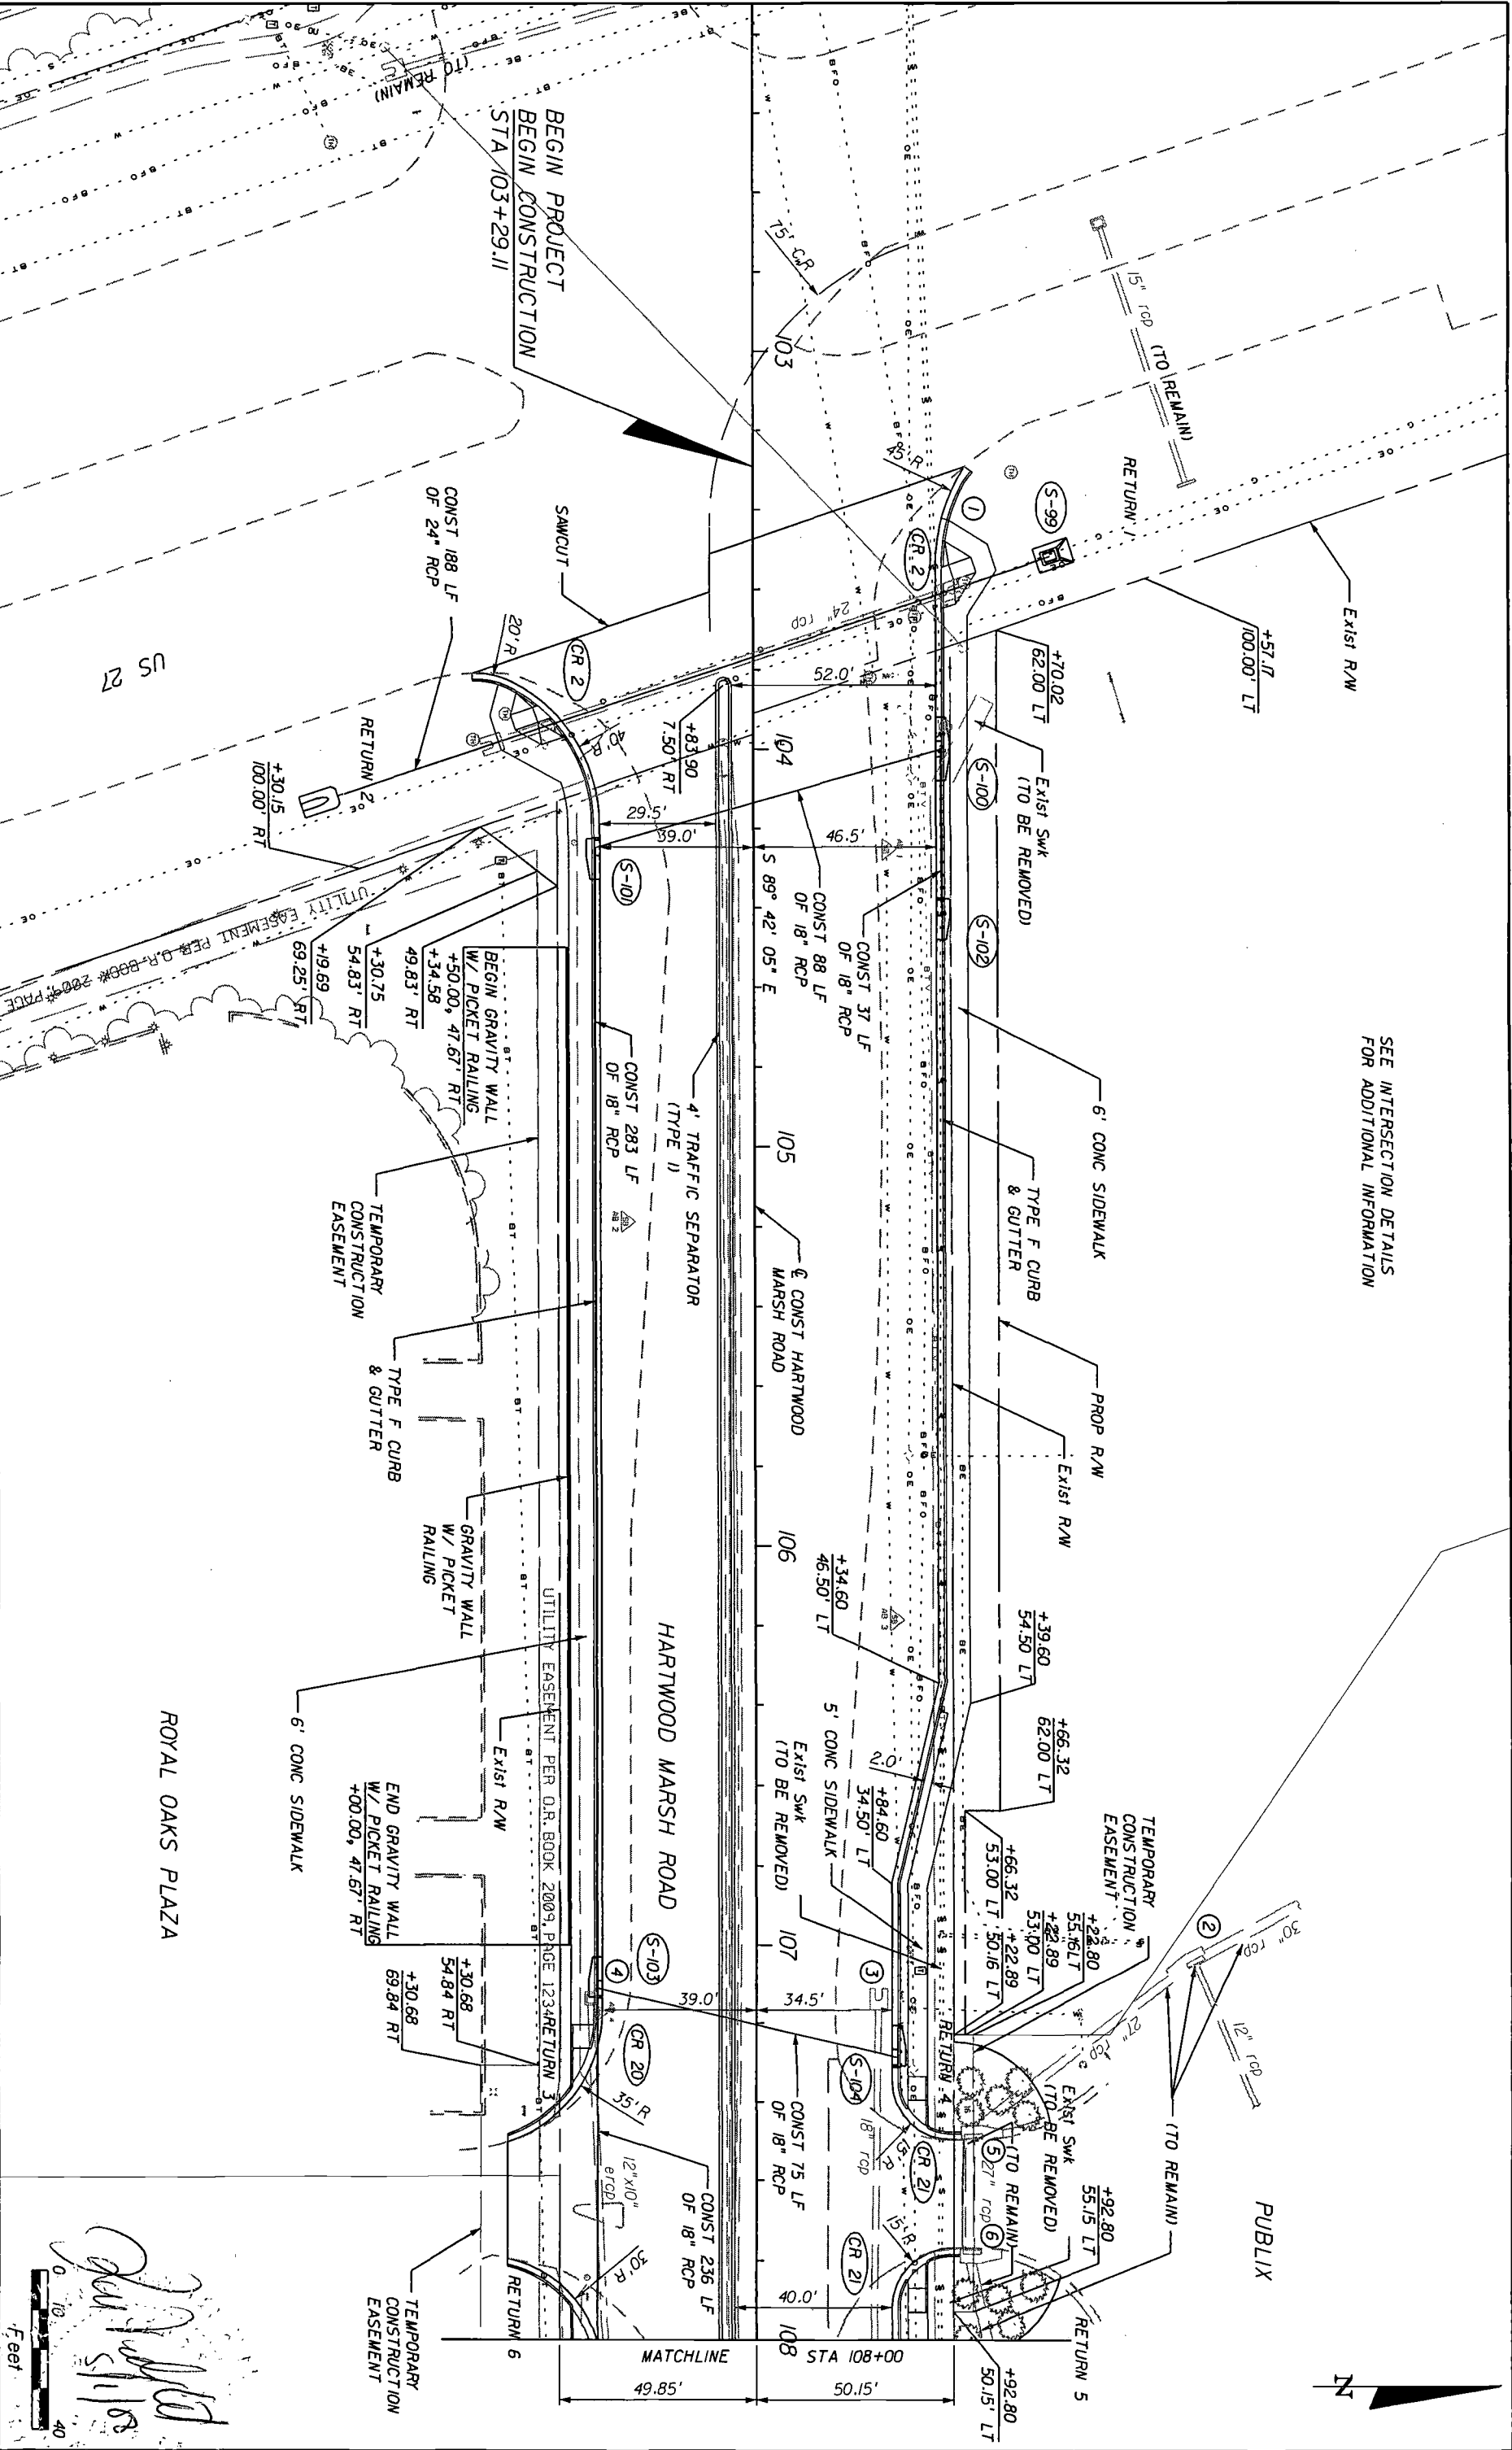 SEE INTERSECTION DETAILS
FOR ADDITIONAL INFORMATION
N
PUBLIX
Exist R/W
+57.17
100.00' LT
15" rcp (TO REMAIN)
RETURN 1
S-99
1
45' R
CR 2
75' CR
+70.02
62.00 LT
Exist Swk
(TO BE REMOVED)
S-100
S-102
6' CONC SIDEWALK
TYPE F CURB
& GUTTER
PROP R/W
Exist R/W
+39.60
54.50 LT
+66.32
62.00 LT
+34.60
46.50' LT
TEMPORARY
CONSTRUCTION
EASEMENT
+66.32
53.00 LT
+22.80
55.16 LT
+22.89
53.00 LT
+22.89
50.16 LT
2
30" rcp
12" rcp
27" rcp
(TO REMAIN)
Exist Swk
(TO BE REMOVED)
(TO REMAIN)
+92.80
55.15 LT
5
27" rcp
6
RETURN 4
RETURN 5
+92.80
50.15' LT
2.0'
+84.60
34.50' LT
5' CONC SIDEWALK
Exist Swk
(TO BE REMOVED)
3
S-104
18" rcp
15' R
CR 21
15' R
CR 21
24" rcp
52.0'
46.5'
CONST 37 LF
OF 18" RCP
CONST 88 LF
OF 18" RCP
34.5'
40.0'
50.15'
BEGIN PROJECT
BEGIN CONSTRUCTION
STA 103+29.11
103
104
105
106
107
108
S 89° 42' 05" E
℄ CONST HARTWOOD
MARSH ROAD
MATCHLINE STA 108+00
+83.90
7.50' RT
29.5'
39.0'
4' TRAFFIC SEPARATOR
(TYPE I)
HARTWOOD MARSH ROAD
39.0'
CONST 75 LF
OF 18" RCP
CONST 236 LF
OF 18" RCP
49.85'
(TO REMAIN)
SAWCUT
CONST 188 LF
OF 24" RCP
20' R
CR 2
40' R
S-101
CONST 283 LF
OF 18" RCP
S-103
4
CR 20
35' R
12"x10"
ercp
30' R
US 27
RETURN 2
+30.15
100.00' RT
+19.69
69.25' RT
+30.75
54.83' RT
+34.58
49.83' RT
BEGIN GRAVITY WALL
W/ PICKET RAILING
+50.00, 47.67' RT
UTILITY EASEMENT PER O.R. BOOK 2009, PAGE
TEMPORARY
CONSTRUCTION
EASEMENT
TYPE F CURB
& GUTTER
GRAVITY WALL
W/ PICKET
RAILING
UTILITY EASEMENT PER O.R. BOOK 2009, PAGE 1234
RETURN 3
6' CONC SIDEWALK
Exist R/W
END GRAVITY WALL
W/ PICKET RAILING
+00.00, 47.67' RT
+30.68
54.84 RT
+30.68
69.84 RT
RETURN 6
TEMPORARY
CONSTRUCTION
EASEMENT
ROYAL OAKS PLAZA
0 10 40
Feet